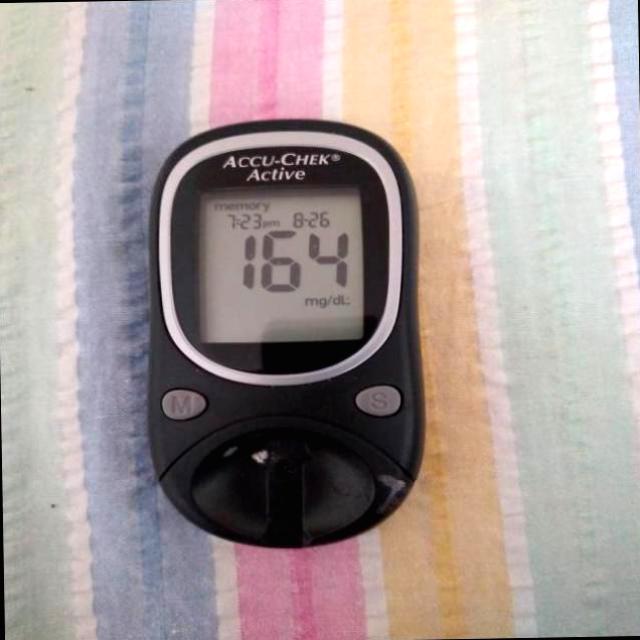 ACCU-CHEK®
Active
memory
7:23pm 8-26
164
mg/dL
M S